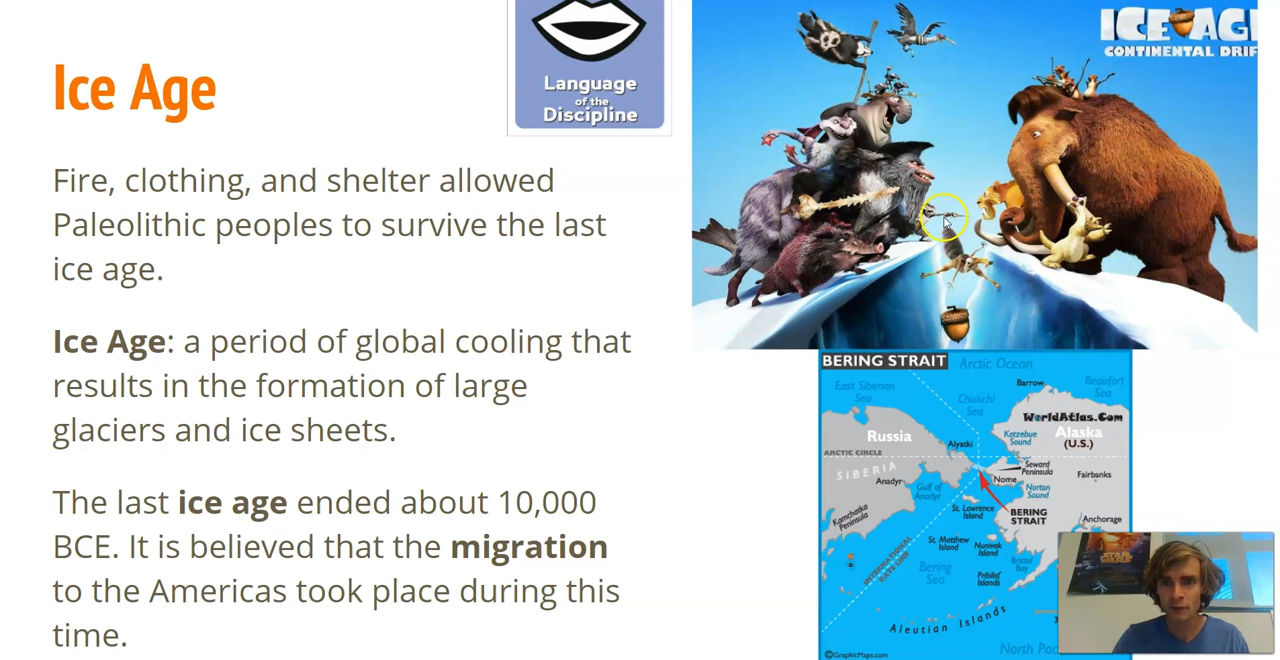 Ice Age
Language
of the
Discipline
Fire, clothing, and shelter allowed
Paleolithic peoples to survive the last
ice age.
Ice Age: a period of global cooling that
results in the formation of large
glaciers and ice sheets.
The last ice age ended about 10,000
BCE. It is believed that the migration
to the Americas took place during this
time.
ICE AG
CONTINENTAL DRIF
BERING STRAIT
Arctic Ocean
East Siberian
Sea
Chukchi
Sea
Barrow
Beaufort
Sea
WorldAtlas.Com
Russia
Alyatki
Kotzebue
Sound
Alaska
(U.S.)
ARCTIC CIRCLE
SIBERIA
Seward
Peninsula
Nome
Fairbanks
Anadyr
Gulf of
Anadyr
Norton
Sound
St. Lawrence
Island
BERING
STRAIT
Kamchatka
Peninsula
Anchorage
St. Matthew
Island
Nunivak
Island
INTERNATIONAL
DATE LINE
Bering
Sea
Pribilof
Islands
Bristol
Bay
Aleutian Islands
North Pac
©GraphicMaps.com
STAR
WARS